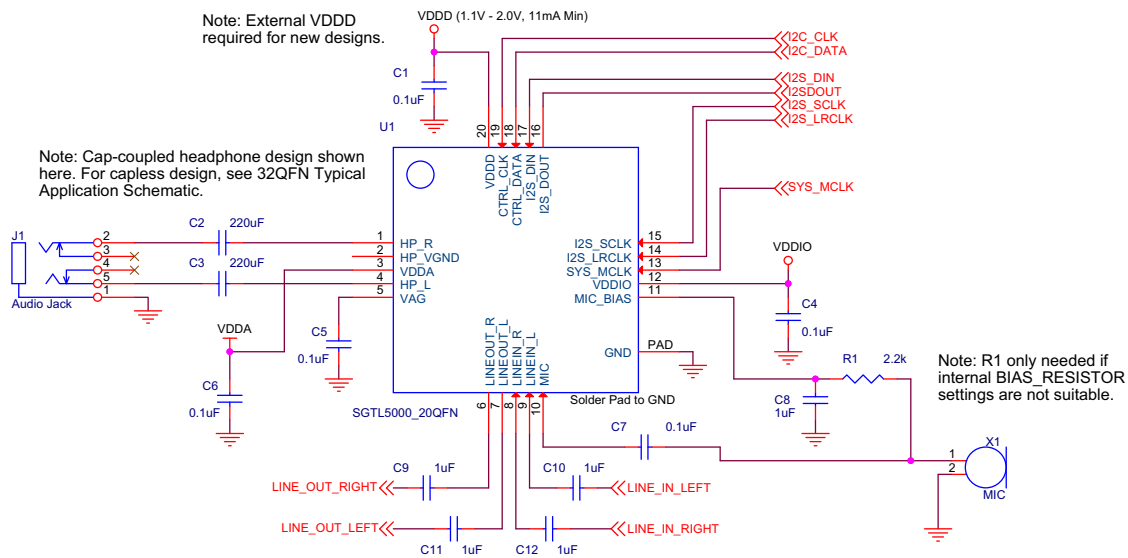 Note: External VDDD
required for new designs.
VDDD (1.1V - 2.0V, 11mA Min)
I2C_CLK
I2C_DATA
I2S_DIN
I2SDOUT
I2S_SCLK
I2S_LRCLK
SYS_MCLK
C1
0.1uF
U1
20
19
18
17
16
VDDD
CTRL_CLK
CTRL_DATA
I2S_DIN
I2S_DOUT
Note: Cap-coupled headphone design shown
here. For capless design, see 32QFN Typical
Application Schematic.
J1
2
3
4
5
1
Audio Jack
C2
220uF
C3
220uF
1
2
3
4
5
HP_R
HP_VGND
VDDA
HP_L
VAG
I2S_SCLK
I2S_LRCLK
SYS_MCLK
VDDIO
MIC_BIAS
15
14
13
12
11
VDDIO
C4
0.1uF
GND
PAD
VDDA
C6
0.1uF
C5
0.1uF
LINEOUT_R
LINEOUT_L
LINEIN_R
LINEIN_L
MIC
SGTL5000_20QFN
Solder Pad to GND
6
7
8
9
10
R1
2.2k
C8
1uF
Note: R1 only needed if
internal BIAS_RESISTOR
settings are not suitable.
C7
0.1uF
X1
1
2
MIC
C9
1uF
LINE_OUT_RIGHT
C10
1uF
LINE_IN_LEFT
LINE_OUT_LEFT
C11
1uF
C12
1uF
LINE_IN_RIGHT